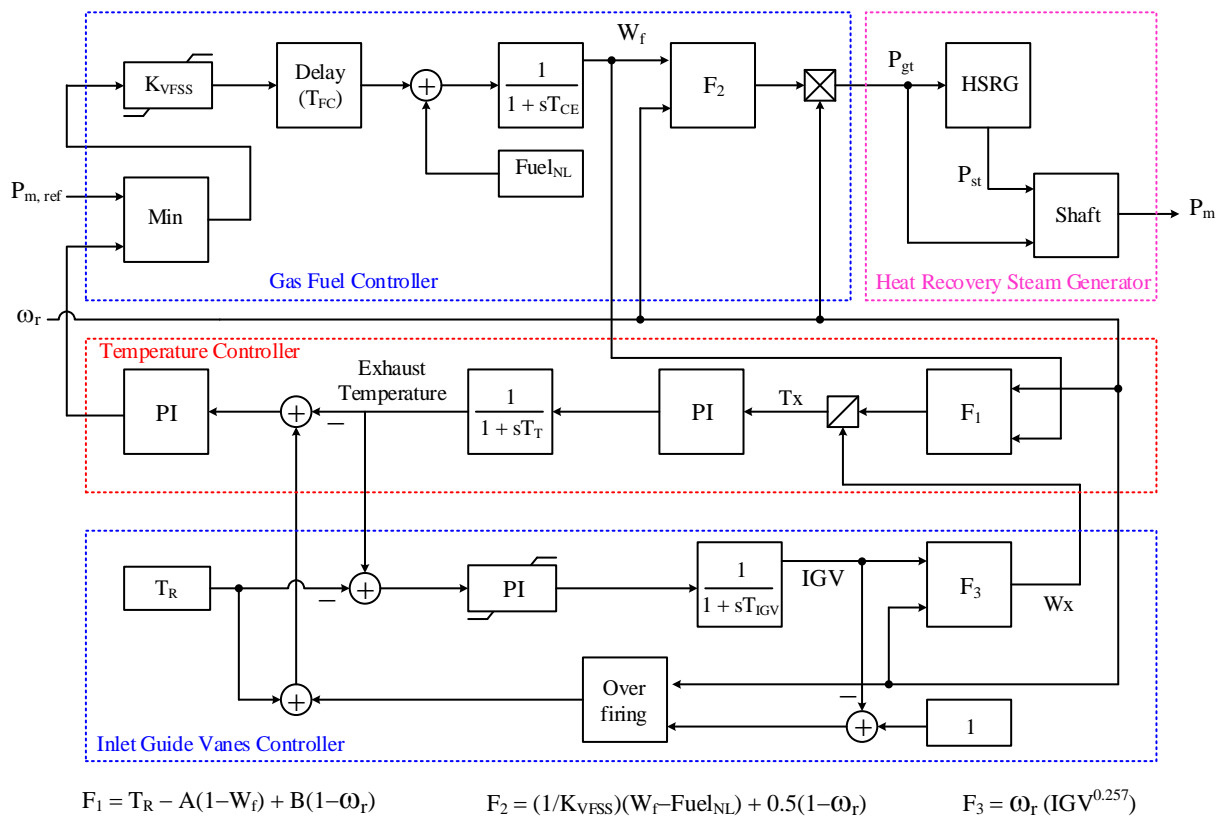 W_f
K_VFSS
Delay
(T_FC)
+
1
1 + sT_CE
F_2
P_gt
HSRG
Fuel_NL
P_m, ref
Min
P_st
Shaft
P_m
Gas Fuel Controller
Heat Recovery Steam Generator
ω_r
Temperature Controller
Exhaust
Temperature
PI
+
−
1
1 + sT_T
PI
Tx
F_1
T_R
−
+
PI
1
1 + sT_IGV
IGV
F_3
Wx
+
Over
firing
−
+
1
Inlet Guide Vanes Controller
F_1 = T_R − A(1−W_f) + B(1−ω_r)
F_2 = (1/K_VFSS)(W_f−Fuel_NL) + 0.5(1−ω_r)
F_3 = ω_r (IGV^0.257)